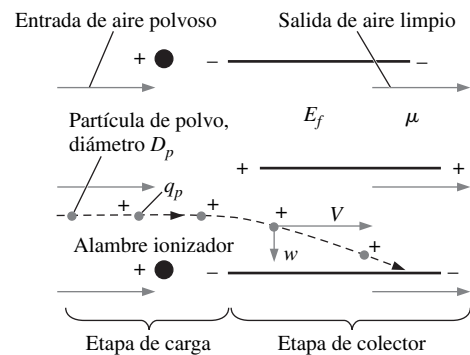 Entrada de aire polvoso
Salida de aire limpio
+ – –
E_f μ
Partícula de polvo,
diámetro D_p
+ +
q_p
+ + + + V
w +
Alambre ionizador
+ – –
Etapa de carga Etapa de colector